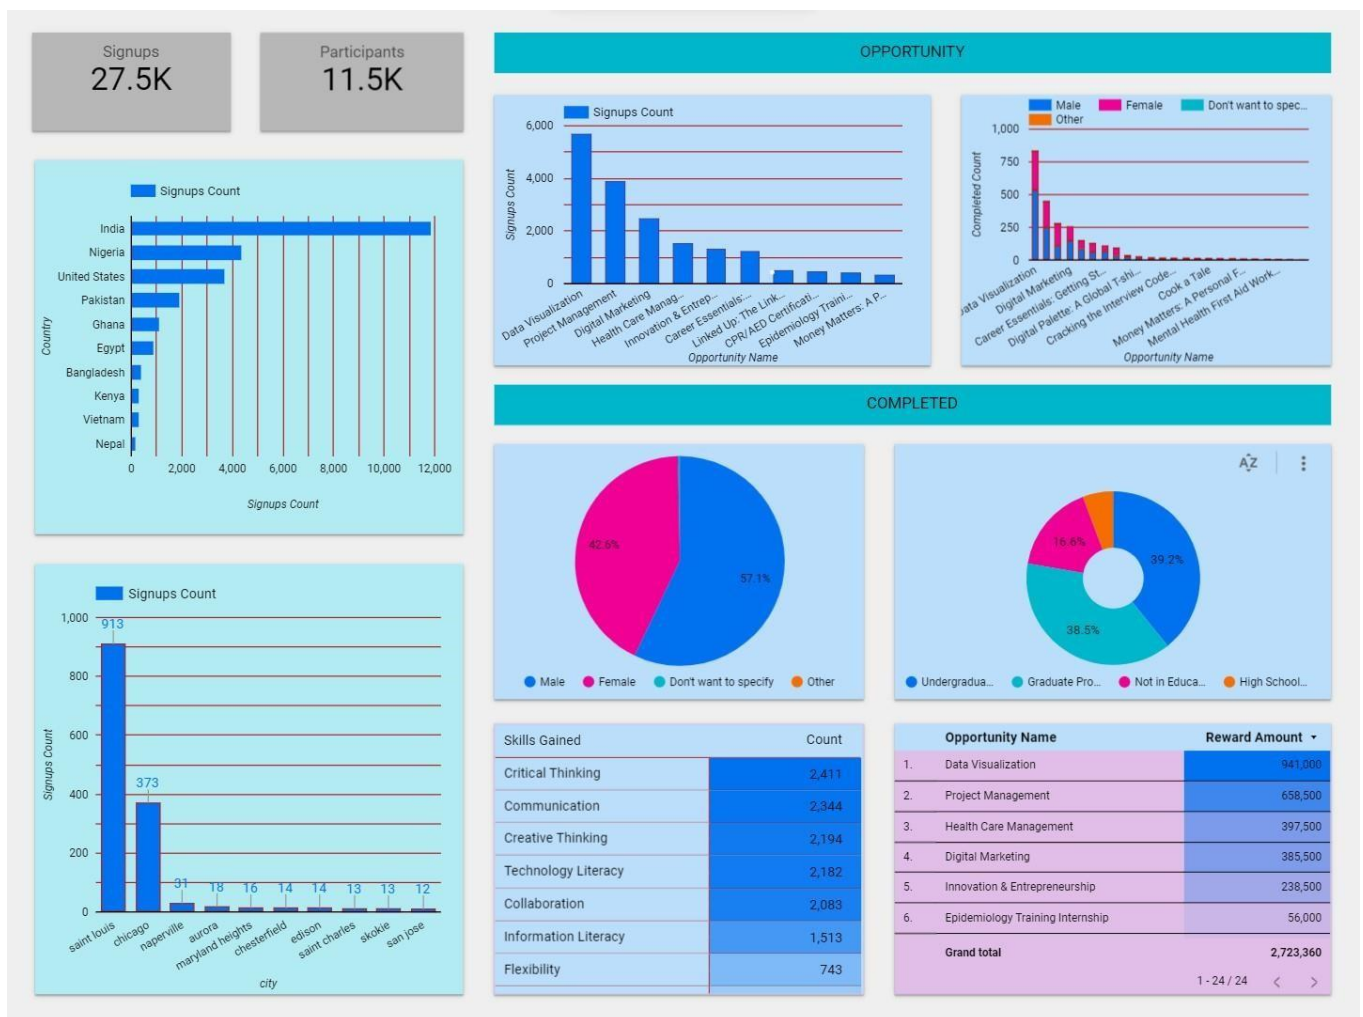 Signups
27.5K
Participants
11.5K
Signups Count
Country
India
Nigeria
United States
Pakistan
Ghana
Egypt
Bangladesh
Kenya
Vietnam
Nepal
0 2,000 4,000 6,000 8,000 10,000 12,000
Signups Count
Signups Count
Signups Count
1,000
800
600
400
200
0
913
373
31
18
16
14
14
13
13
12
saint louis
chicago
naperville
aurora
maryland heights
chesterfield
edison
saint charles
skokie
san jose
city
OPPORTUNITY
Signups Count
Signups Count
6,000
4,000
2,000
0
Data Visualization
Project Management
Digital Marketing
Health Care Manag...
Innovation & Entrep...
Career Essentials:...
Linked Up: The Link...
CPR/AED Certificati...
Epidemiology Traini...
Money Matters: A P...
Opportunity Name
Male Female Don't want to spec...
Other
Completed Count
1,000
750
500
250
0
Data Visualization
Digital Marketing
Career Essentials: Getting St...
Digital Palette: A Global T-shi...
Cracking the Interview Code...
Cook a Tale
Money Matters: A Personal F...
Mental Health First Aid Work...
Opportunity Name
COMPLETED
42.6%
57.1%
Male Female Don't want to specify Other
AZ
16.6%
39.2%
38.5%
Undergradua... Graduate Pro... Not in Educa... High School...
Skills Gained Count
Critical Thinking 2,411
Communication 2,344
Creative Thinking 2,194
Technology Literacy 2,182
Collaboration 2,083
Information Literacy 1,513
Flexibility 743
Opportunity Name Reward Amount
1. Data Visualization 941,000
2. Project Management 658,500
3. Health Care Management 397,500
4. Digital Marketing 385,500
5. Innovation & Entrepreneurship 238,500
6. Epidemiology Training Internship 56,000
Grand total 2,723,360
1 - 24 / 24 < >